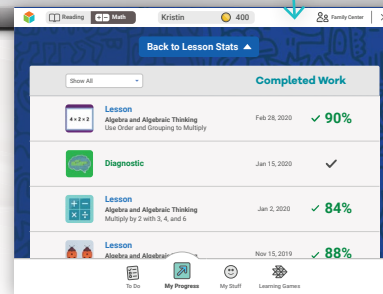 Reading
Math
Kristin
400
Family Center
Back to Lesson Stats
Show All
Completed Work
4 × 2 × 2
Lesson
Algebra and Algebraic Thinking
Use Order and Grouping to Multiply
Feb 28, 2020
90%
Diagnostic
Jan 15, 2020
Lesson
Algebra and Algebraic Thinking
Multiply by 2 with 3, 4, and 6
Jan 2, 2020
84%
Lesson
Algebra and Algebraic
Nov 15, 2019
88%
To Do
My Progress
My Stuff
Learning Games